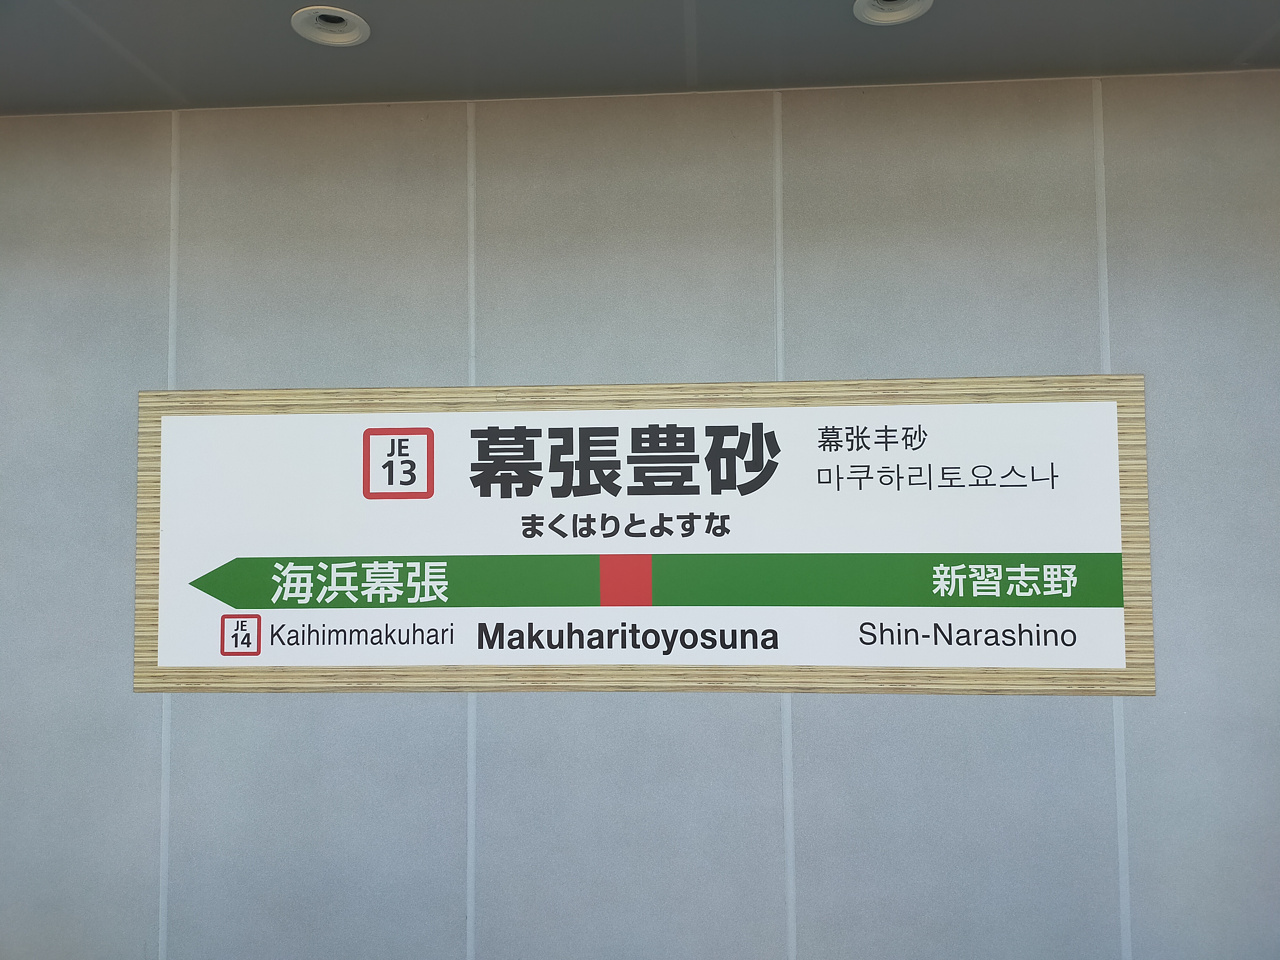 JE
13
幕張豊砂
幕张丰砂
마쿠하리토요스나
まくはりとよすな
海浜幕張
新習志野
JE
14
Kaihimmakuhari
Makuharitoyosuna
Shin-Narashino